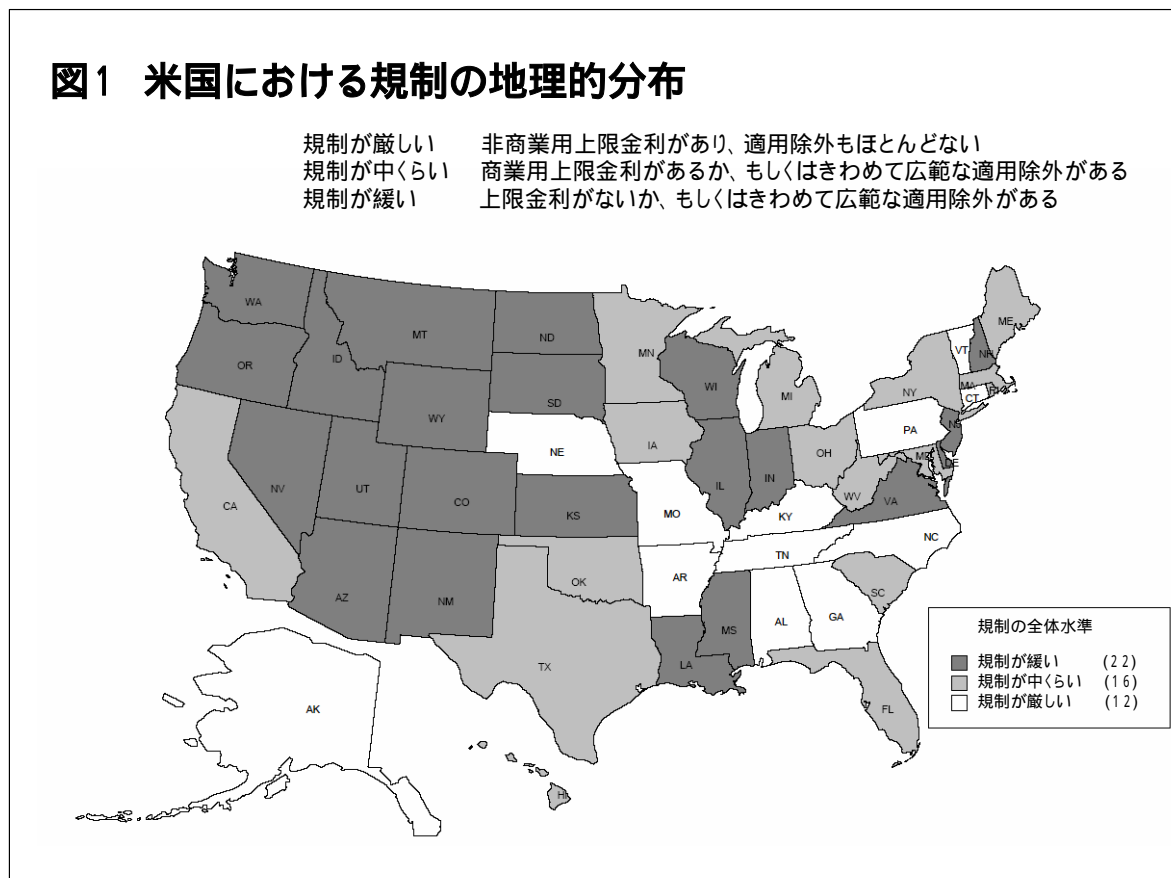 図1 米国における規制の地理的分布
規制が厳しい 非商業用上限金利があり、適用除外もほとんどない
規制が中くらい 商業用上限金利があるか、もしくはきわめて広範な適用除外がある
規制が緩い 上限金利がないか、もしくはきわめて広範な適用除外がある
WA
MT
ND
MN
ME
OR
ID
SD
WI
MI
NY
VT
NH
MA
RI
CT
WY
NE
IA
PA
NJ
NV
UT
CO
KS
IL
IN
OH
MD
DE
WV
VA
CA
MO
KY
NC
TN
AZ
NM
OK
AR
SC
MS
AL
GA
TX
LA
FL
AK
HI
規制の全体水準
規制が緩い (22)
規制が中くらい (16)
規制が厳しい (12)